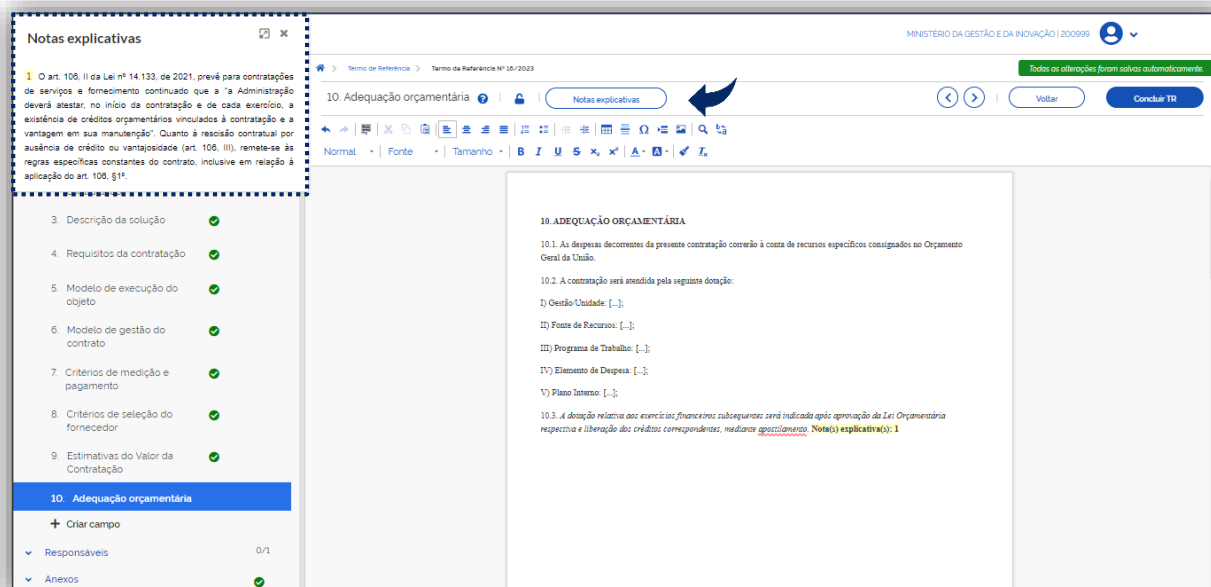 Notas explicativas
1 O art. 106, II da Lei nº 14.133, de 2021, prevê para contratações
de serviços e fornecimento continuado que a "a Administração
deverá atestar, no início da contratação e de cada exercício, a
existência de créditos orçamentários vinculados à contratação e a
vantagem em sua manutenção". Quanto à rescisão contratual por
ausência de crédito ou vantajosidade (art. 106, III), remete-se às
regras específicas constantes do contrato, inclusive em relação à
aplicação do art. 106, §1º.
3. Descrição da solução
4. Requisitos da contratação
5. Modelo de execução do
objeto
6. Modelo de gestão do
contrato
7. Critérios de medição e
pagamento
8. Critérios de seleção do
fornecedor
9. Estimativas do Valor da
Contratação
10. Adequação orçamentária
+ Criar campo
Responsáveis 0/1
Anexos
MINISTÉRIO DA GESTÃO E DA INOVAÇÃO | 200999
> Termo de Referência > Termo de Referência Nº 16/2023
Todas as alterações foram salvas automaticamente.
10. Adequação orçamentária
Notas explicativas
Voltar
Concluir TR
Normal Fonte Tamanho B I U S x₂ x² A A Tx
10. ADEQUAÇÃO ORÇAMENTÁRIA
10.1. As despesas decorrentes da presente contratação correrão à conta de recursos específicos consignados no Orçamento
Geral da União.
10.2. A contratação será atendida pela seguinte dotação:
I) Gestão/Unidade: [...];
II) Fonte de Recursos: [...];
III) Programa de Trabalho: [...];
IV) Elemento de Despesa: [...];
V) Plano Interno: [...];
10.3. A dotação relativa aos exercícios financeiros subsequentes será indicada após aprovação da Lei Orçamentária
respectiva e liberação dos créditos correspondentes, mediante apostilamento. Nota(s) explicativa(s): 1